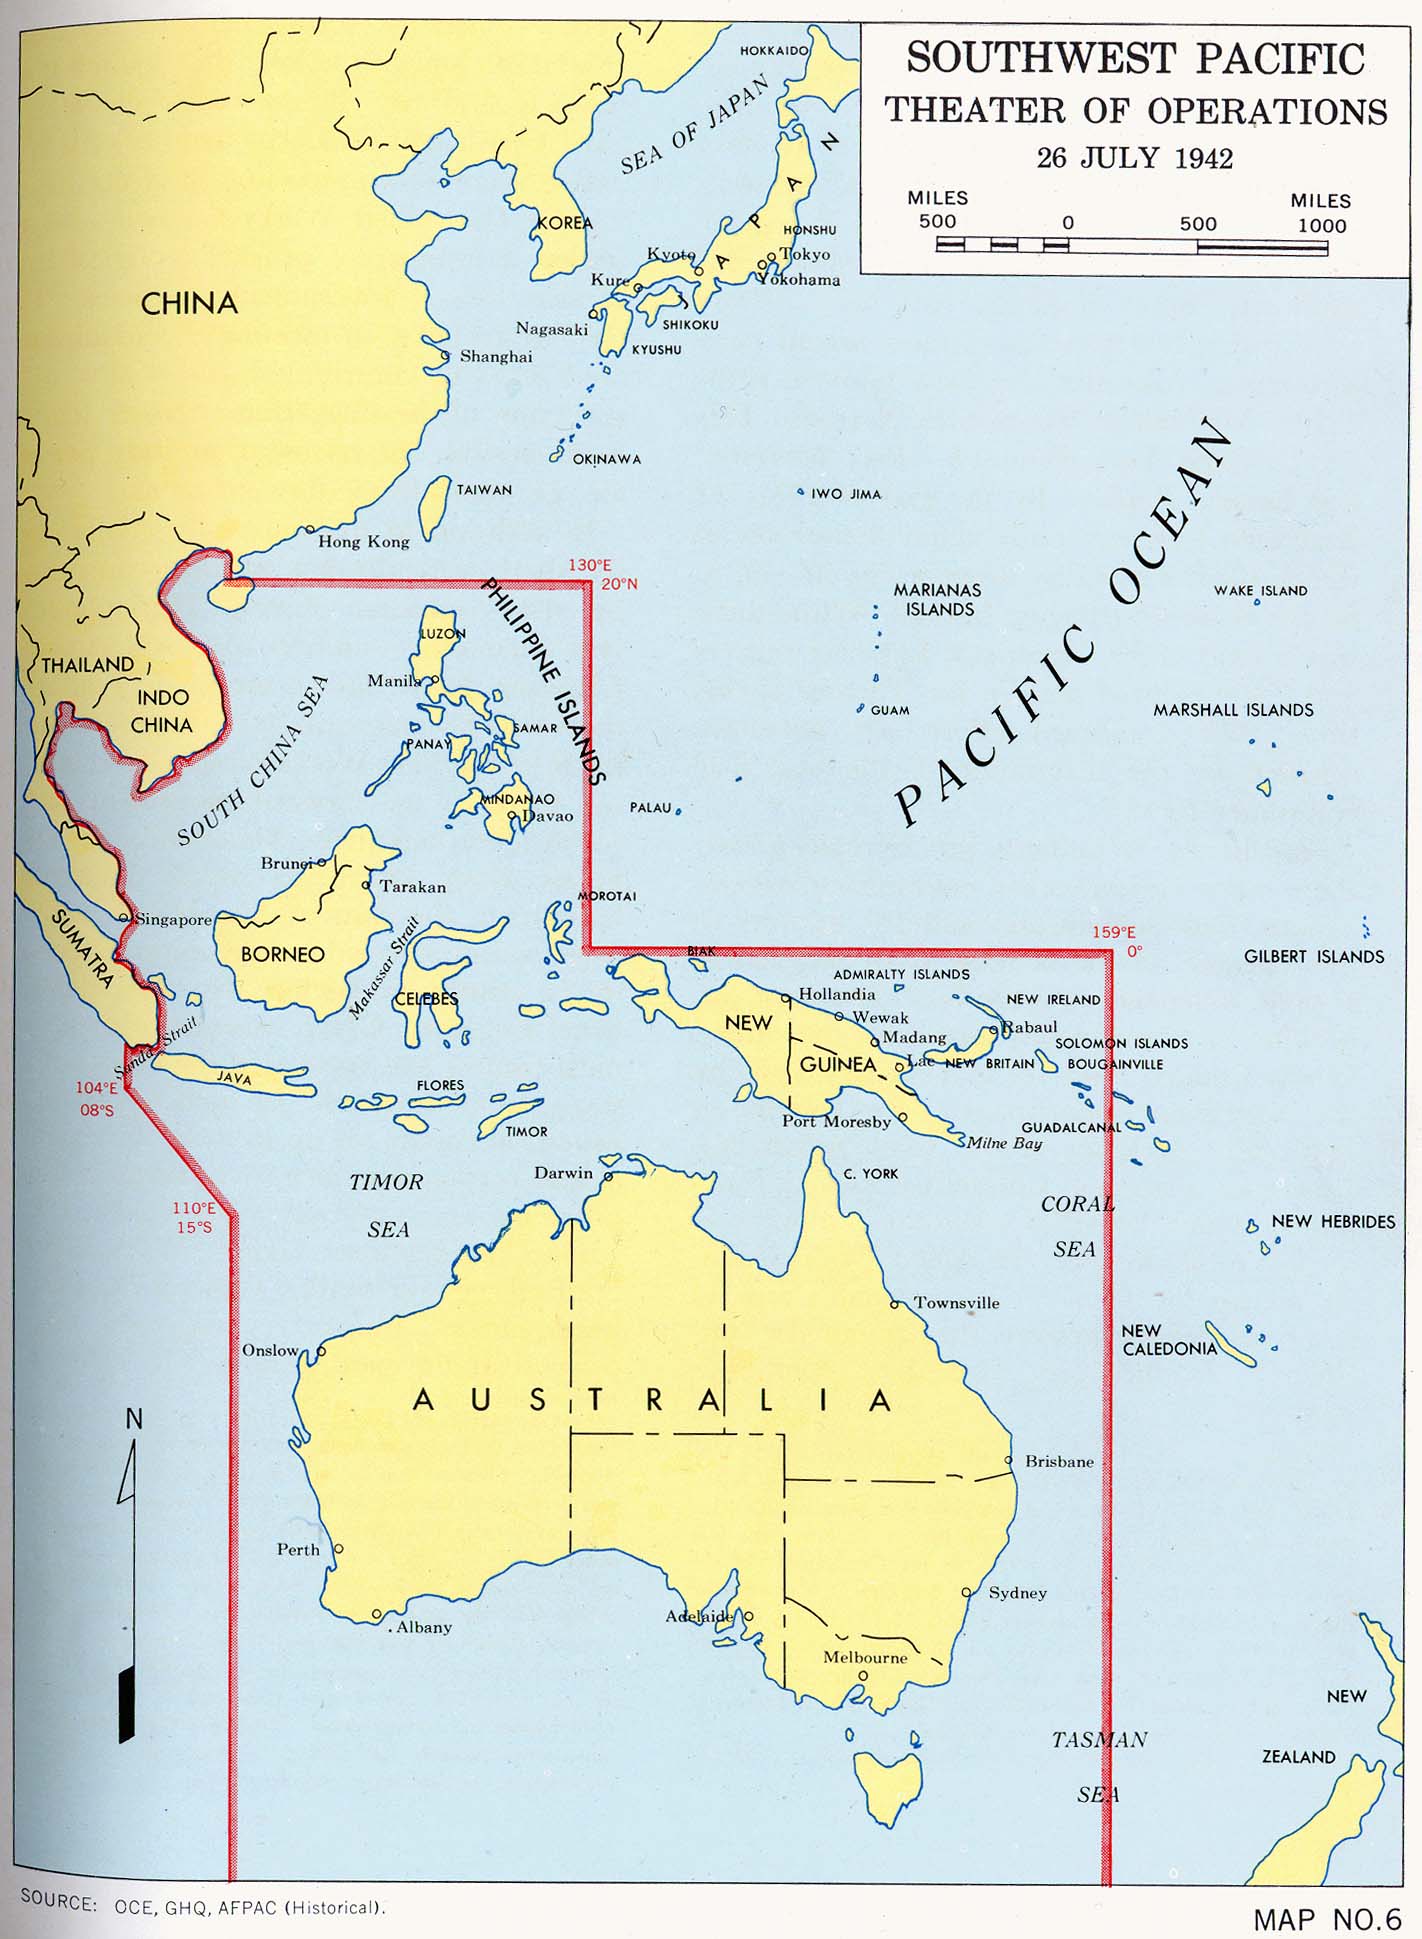 SOUTHWEST PACIFIC
THEATER OF OPERATIONS
26 JULY 1942
MILES
MILES
500
0
500
1000
HOKKAIDO
SEA OF JAPAN
JAPAN
KOREA
HONSHU
Kyoto
Tokyo
Yokohama
Kure
SHIKOKU
Nagasaki
KYUSHU
CHINA
Shanghai
OKINAWA
TAIWAN
IWO JIMA
Hong Kong
130°E
20°N
PHILIPPINE ISLANDS
MARIANAS
ISLANDS
WAKE ISLAND
PACIFIC OCEAN
LUZON
THAILAND
INDO
CHINA
Manila
SOUTH CHINA SEA
GUAM
MARSHALL ISLANDS
SAMAR
PANAY
MINDANAO
Davao
PALAU
Brunei
Tarakan
MOROTAI
Singapore
SUMATRA
BORNEO
Makassar Strait
CELEBES
BIAK
159°E
0°
GILBERT ISLANDS
ADMIRALTY ISLANDS
Hollandia
NEW IRELAND
Wewak
NEW
GUINEA
Rabaul
Madang
SOLOMON ISLANDS
Lae
NEW BRITAIN
BOUGAINVILLE
Sunda Strait
JAVA
104°E
08°S
FLORES
TIMOR
Port Moresby
GUADALCANAL
Milne Bay
Darwin
C. YORK
TIMOR
SEA
110°E
15°S
CORAL
SEA
NEW HEBRIDES
Townsville
NEW
CALEDONIA
Onslow
AUSTRALIA
N
Brisbane
Perth
Sydney
Albany
Adelaide
Melbourne
NEW
ZEALAND
TASMAN
SEA
SOURCE: OCE, GHQ, AFPAC (Historical).
MAP NO.6